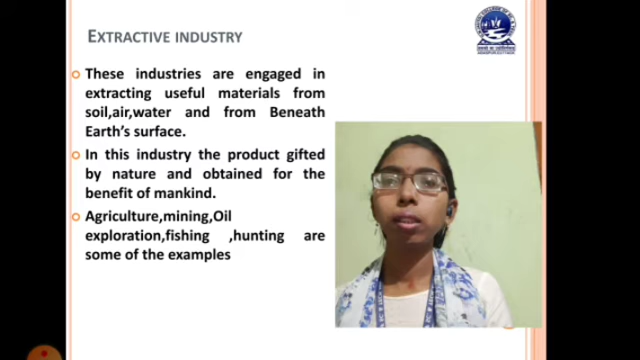 EXTRACTIVE INDUSTRY
These industries are engaged in
extracting useful materials from
soil,air,water and from Beneath
Earth's surface.
In this industry the product gifted
by nature and obtained for the
benefit of mankind.
Agriculture,mining,Oil
exploration,fishing ,hunting are
some of the examples